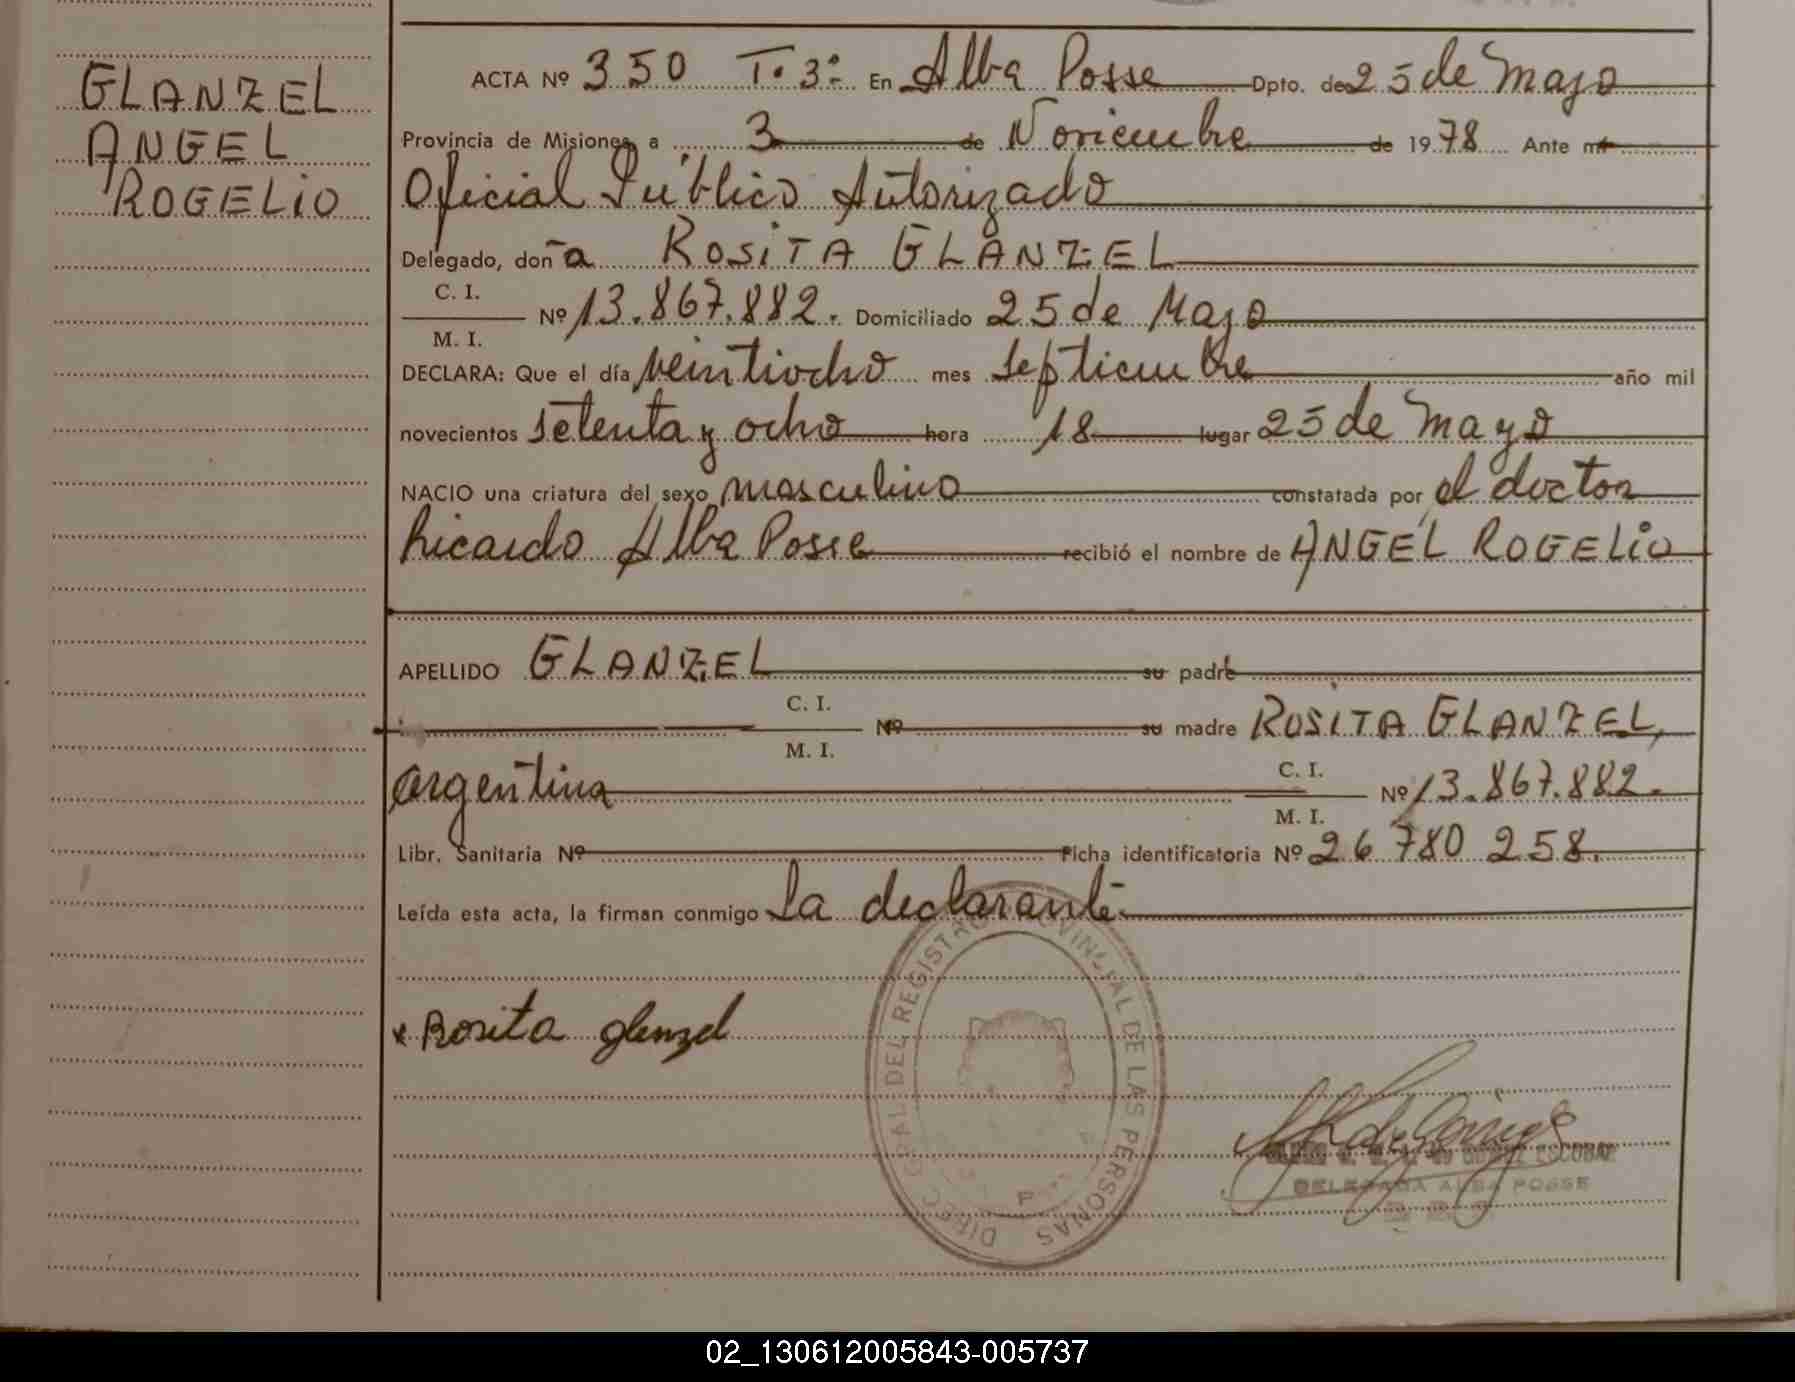 GLANZEL
ANGEL
ROGELIO
ACTA Nº 350 T. 3º En Alba Posse Dpto. de 25 de Mayo
Provincia de Misiones a 3 de Noviembre de 1978 Ante mí
Oficial Público Autorizado
Delegado, doña ROSITA GLANZEL
C. I.
M. I.
Nº 13.867.882. Domiciliado 25 de Mayo
DECLARA: Que el día veintiocho mes septiembre año mil
novecientos setenta y ocho hora 18 lugar 25 de Mayo
NACIO una criatura del sexo masculino constatada por el doctor
Ricardo Alba Posse recibió el nombre de ANGEL ROGELIO
APELLIDO GLANZEL su padre
C. I.
M. I.
Nº su madre ROSITA GLANZEL,
argentina C. I.
M. I.
Nº 13.867.882.
Libr. Sanitaria Nº Ficha identificatoria Nº 26 780 258.
Leída esta acta, la firman conmigo la declarante
Rosita glenzel
DIREC. GRAL. DEL REGISTRO PROVINCIAL DE LAS PERSONAS
ESCOBAR
DELEGADA ALBA POSSE
02_130612005843-005737